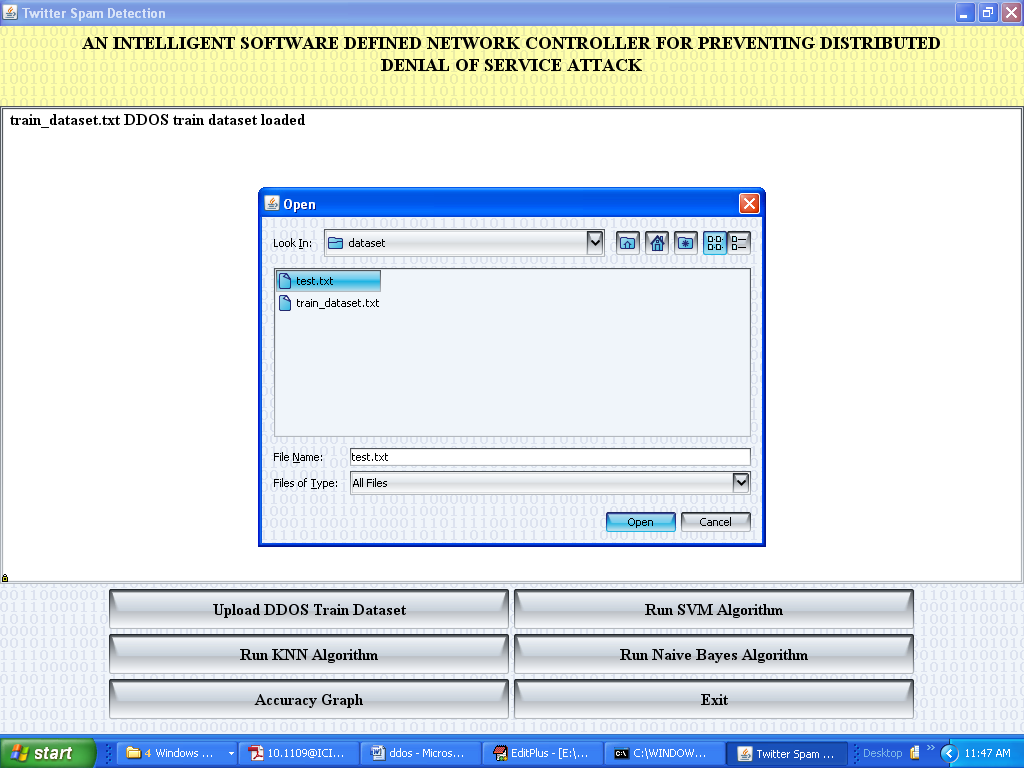 Twitter Spam Detection
AN INTELLIGENT SOFTWARE DEFINED NETWORK CONTROLLER FOR PREVENTING DISTRIBUTED
DENIAL OF SERVICE ATTACK
train_dataset.txt DDOS train dataset loaded
Open
Look In: dataset
test.txt
train_dataset.txt
File Name: test.txt
Files of Type: All Files
Open Cancel
Upload DDOS Train Dataset Run SVM Algorithm
Run KNN Algorithm Run Naive Bayes Algorithm
Accuracy Graph Exit
start 4 Windows ... 10.1109@ICI... ddos - Micros... EditPlus - [E:\... C:\WINDOW... Twitter Spam ... Desktop » 11:47 AM